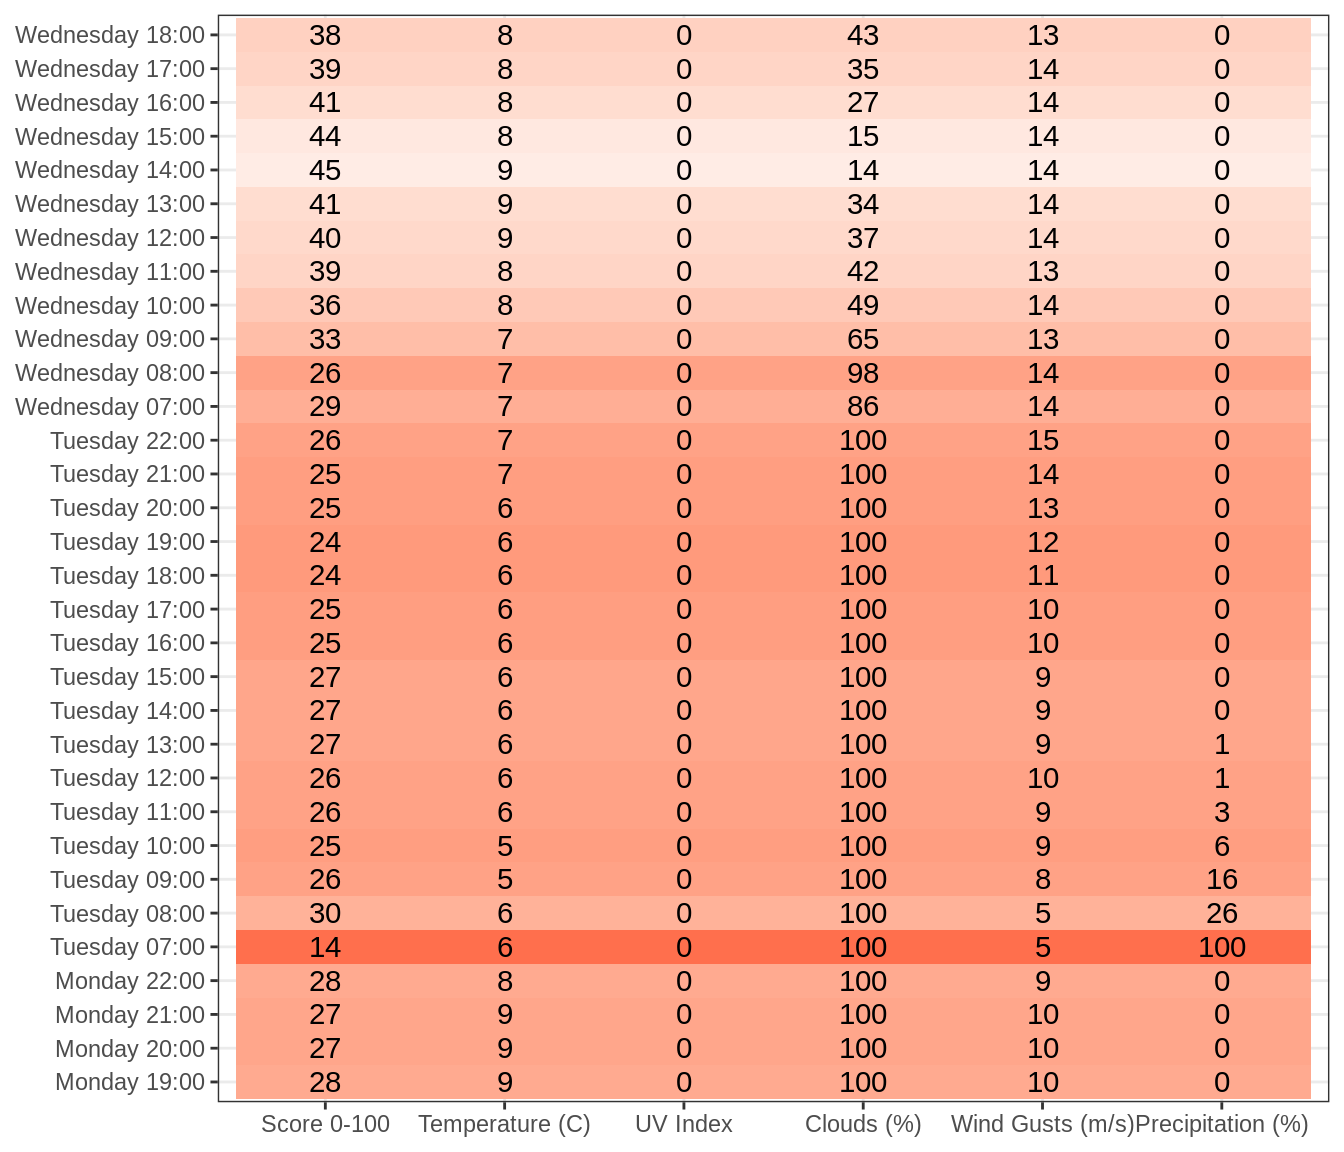 Wednesday 18:00 38 8 0 43 13 0
Wednesday 17:00 39 8 0 35 14 0
Wednesday 16:00 41 8 0 27 14 0
Wednesday 15:00 44 8 0 15 14 0
Wednesday 14:00 45 9 0 14 14 0
Wednesday 13:00 41 9 0 34 14 0
Wednesday 12:00 40 9 0 37 14 0
Wednesday 11:00 39 8 0 42 13 0
Wednesday 10:00 36 8 0 49 14 0
Wednesday 09:00 33 7 0 65 13 0
Wednesday 08:00 26 7 0 98 14 0
Wednesday 07:00 29 7 0 86 14 0
Tuesday 22:00 26 7 0 100 15 0
Tuesday 21:00 25 7 0 100 14 0
Tuesday 20:00 25 6 0 100 13 0
Tuesday 19:00 24 6 0 100 12 0
Tuesday 18:00 24 6 0 100 11 0
Tuesday 17:00 25 6 0 100 10 0
Tuesday 16:00 25 6 0 100 10 0
Tuesday 15:00 27 6 0 100 9 0
Tuesday 14:00 27 6 0 100 9 0
Tuesday 13:00 27 6 0 100 9 1
Tuesday 12:00 26 6 0 100 10 1
Tuesday 11:00 26 6 0 100 9 3
Tuesday 10:00 25 5 0 100 9 6
Tuesday 09:00 26 5 0 100 8 16
Tuesday 08:00 30 6 0 100 5 26
Tuesday 07:00 14 6 0 100 5 100
Monday 22:00 28 8 0 100 9 0
Monday 21:00 27 9 0 100 10 0
Monday 20:00 27 9 0 100 10 0
Monday 19:00 28 9 0 100 10 0
Score 0-100 Temperature (C) UV Index Clouds (%) Wind Gusts (m/s) Precipitation (%)